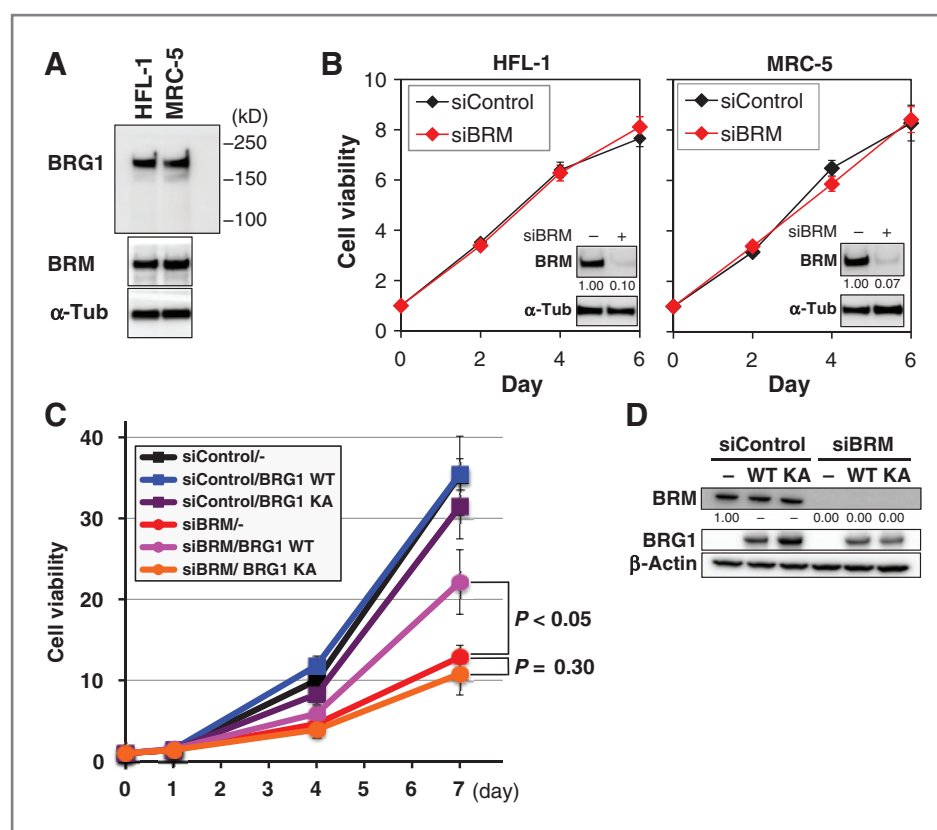 A
HFL-1
MRC-5
(kD)
BRG1
–250
–150
–100
BRM
α-Tub
B
HFL-1
Cell viability
10
8
6
4
2
0
siControl
siBRM
siBRM
– +
BRM
1.00 0.10
α-Tub
0 2 4 6
Day
MRC-5
siControl
siBRM
siBRM
– +
BRM
1.00 0.07
α-Tub
0 2 4 6
Day
C
Cell viability
40
30
20
10
0
siControl/-
siControl/BRG1 WT
siControl/BRG1 KA
siBRM/-
siBRM/BRG1 WT
siBRM/ BRG1 KA
P < 0.05
P = 0.30
0 1 2 3 4 5 6 7 (day)
D
siControl siBRM
– WT KA – WT KA
BRM
1.00 – – 0.00 0.00 0.00
BRG1
β-Actin